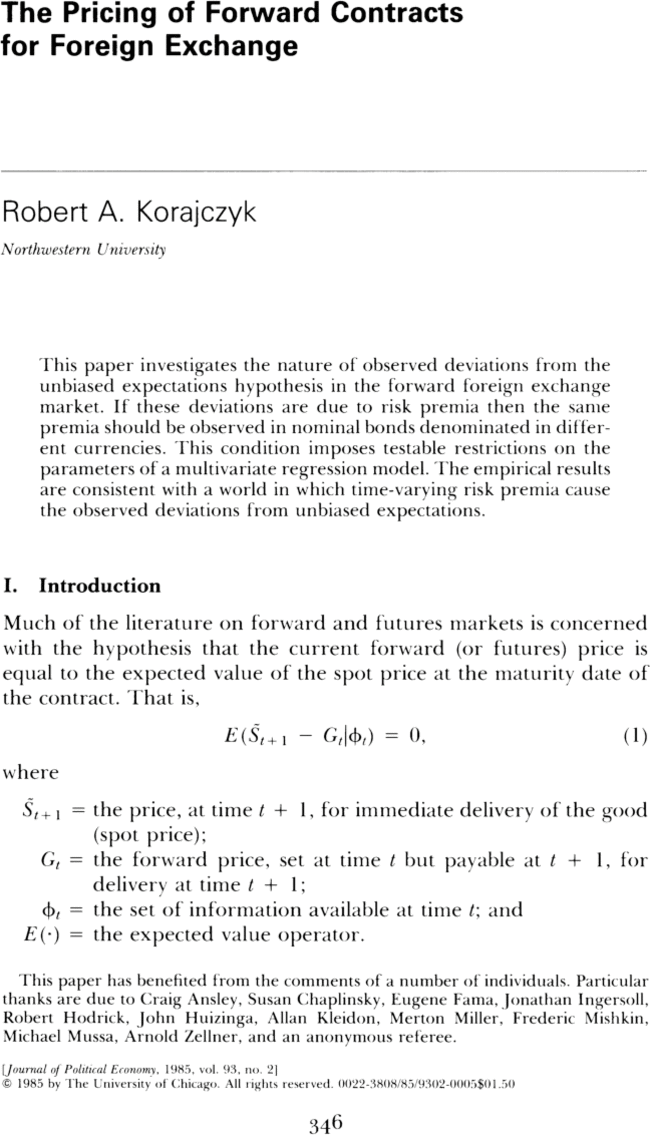 The Pricing of Forward Contracts
for Foreign Exchange
Robert A. Korajczyk
Northwestern University
This paper investigates the nature of observed deviations from the
unbiased expectations hypothesis in the forward foreign exchange
market. If these deviations are due to risk premia then the same
premia should be observed in nominal bonds denominated in differ-
ent currencies. This condition imposes testable restrictions on the
parameters of a multivariate regression model. The empirical results
are consistent with a world in which time-varying risk premia cause
the observed deviations from unbiased expectations.
I. Introduction
Much of the literature on forward and futures markets is concerned
with the hypothesis that the current forward (or futures) price is
equal to the expected value of the spot price at the maturity date of
the contract. That is,
E(S̃ₜ₊₁ − Gₜ|ϕₜ) = 0, (1)
where
S̃ₜ₊₁ = the price, at time t + 1, for immediate delivery of the good
(spot price);
Gₜ = the forward price, set at time t but payable at t + 1, for
delivery at time t + 1;
ϕₜ = the set of information available at time t; and
E(·) = the expected value operator.
This paper has benefited from the comments of a number of individuals. Particular
thanks are due to Craig Ansley, Susan Chaplinsky, Eugene Fama, Jonathan Ingersoll,
Robert Hodrick, John Huizinga, Allan Kleidon, Merton Miller, Frederic Mishkin,
Michael Mussa, Arnold Zellner, and an anonymous referee.
[Journal of Political Economy, 1985, vol. 93, no. 2]
© 1985 by The University of Chicago. All rights reserved. 0022-3808/85/9302-0005$01.50
346